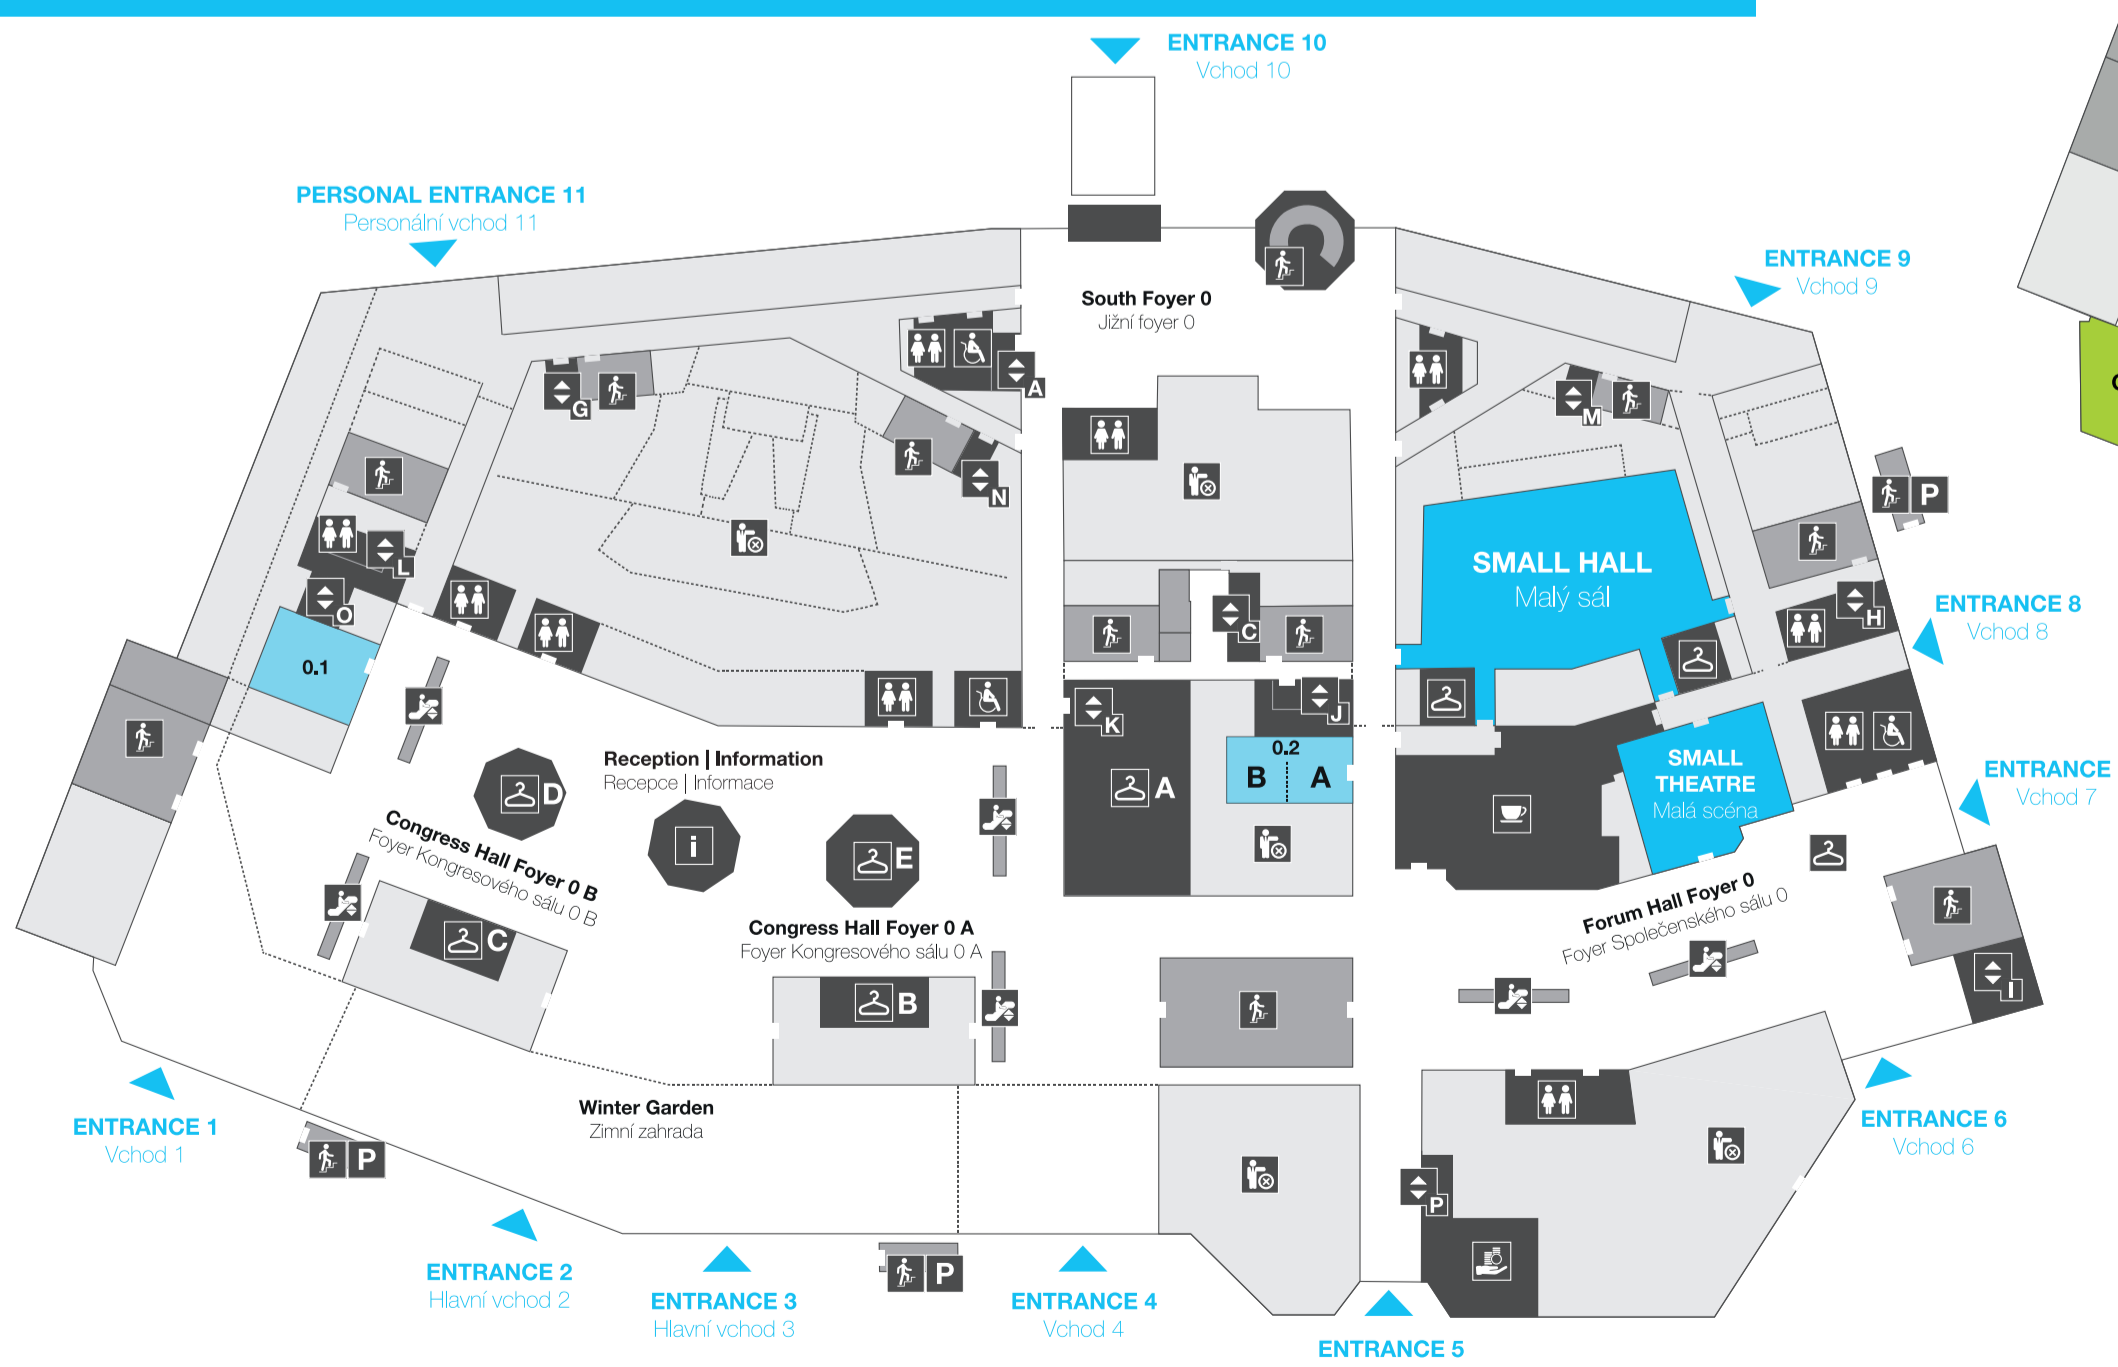 ENTRANCE 10
Vchod 10
PERSONAL ENTRANCE 11
Personální vchod 11
ENTRANCE 9
Vchod 9
South Foyer 0
Jižní foyer 0
A
G
M
N
P
SMALL HALL
Malý sál
L
O
C
H
ENTRANCE 8
Vchod 8
0.1
K
J
0.2
B A
A
Reception | Information
Recepce | Informace
SMALL
THEATRE
Malá scéna
ENTRANCE
Vchod 7
D
i
E
Congress Hall Foyer 0 B
Foyer Kongresového sálu 0 B
C
Congress Hall Foyer 0 A
Foyer Kongresového sálu 0 A
B
Forum Hall Foyer 0
Foyer Společenského sálu 0
I
Winter Garden
Zimní zahrada
ENTRANCE 1
Vchod 1
P
ENTRANCE 6
Vchod 6
P
ENTRANCE 2
Hlavní vchod 2
P
ENTRANCE 3
Hlavní vchod 3
ENTRANCE 4
Vchod 4
ENTRANCE 5